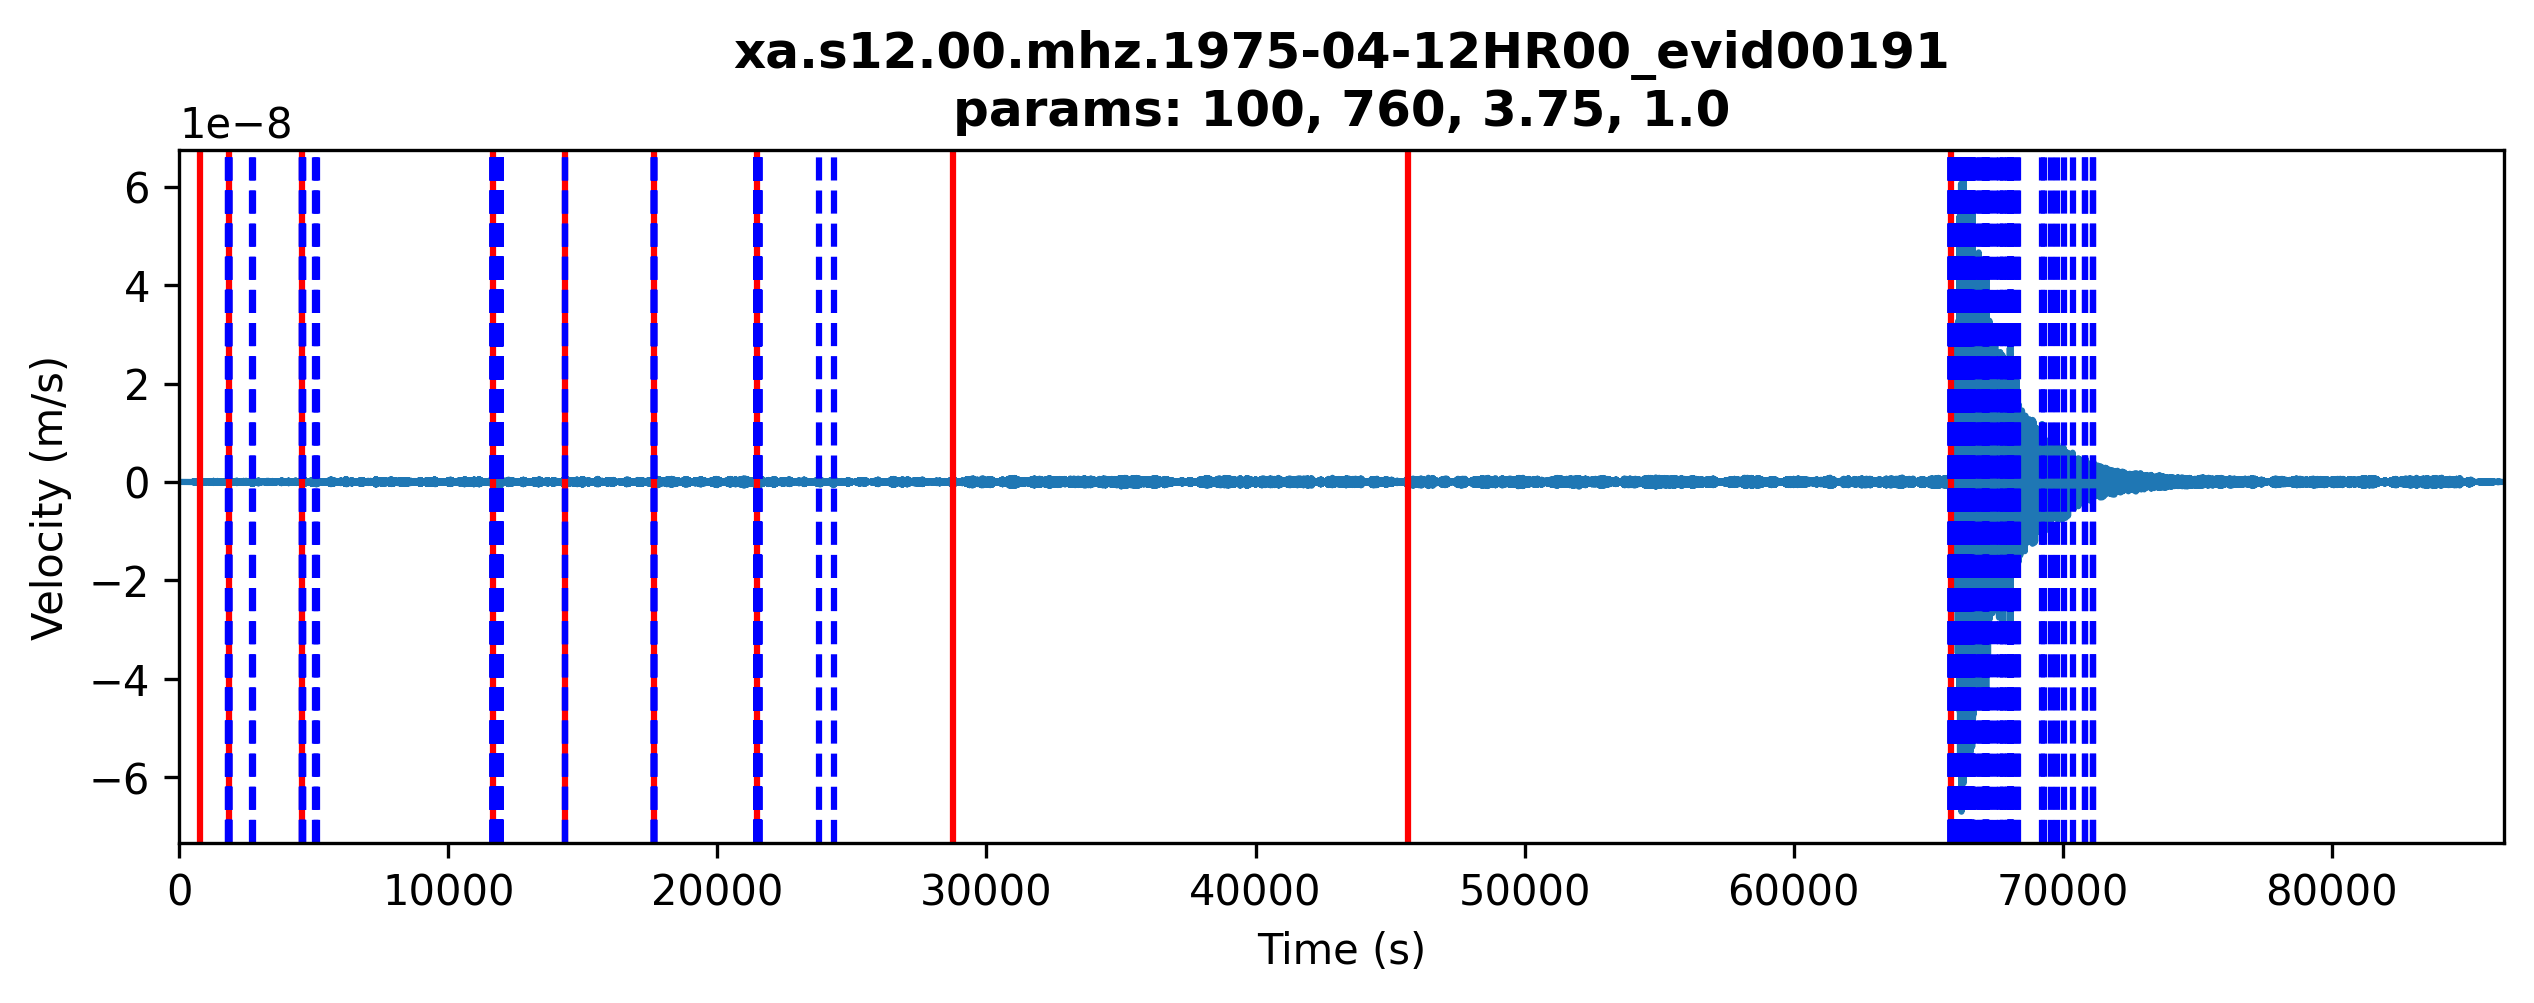 xa.s12.00.mhz.1975-04-12HR00_evid00191
params: 100, 760, 3.75, 1.0
1e−8
6
4
2
0
−2
−4
−6
Velocity (m/s)
0 10000 20000 30000 40000 50000 60000 70000 80000
Time (s)